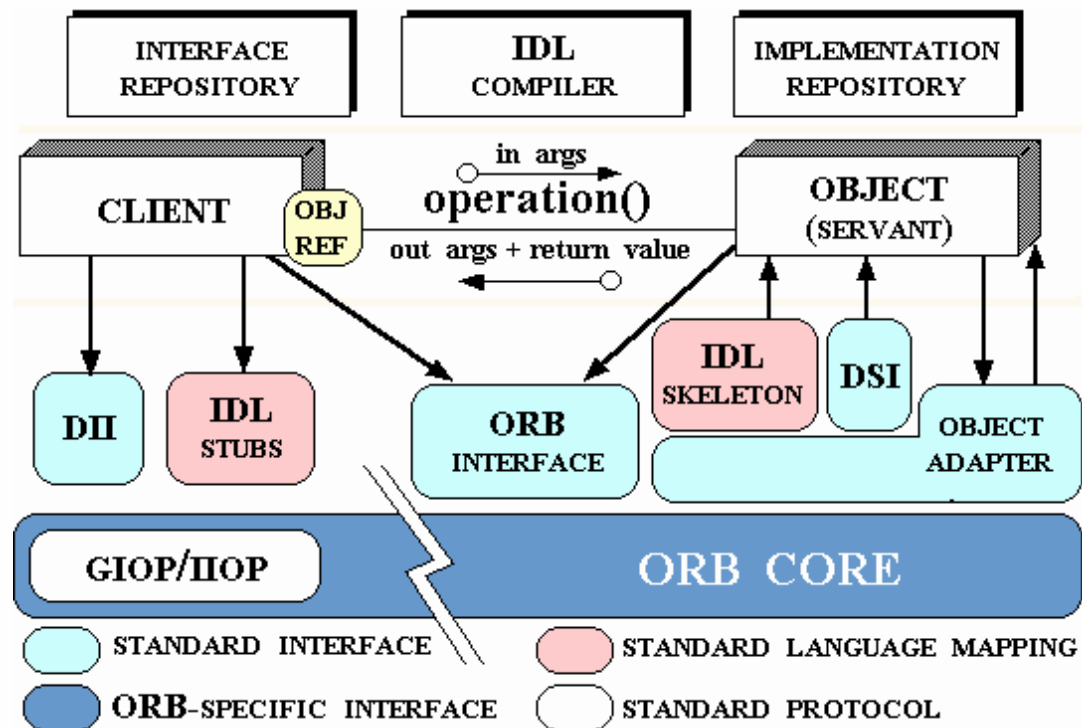 INTERFACE
REPOSITORY
IDL
COMPILER
IMPLEMENTATION
REPOSITORY
CLIENT
OBJ
REF
in args
operation()
out args + return value
OBJECT
(SERVANT)
DII
IDL
STUBS
ORB
INTERFACE
IDL
SKELETON
DSI
OBJECT
ADAPTER
GIOP/IIOP
ORB CORE
STANDARD INTERFACE
STANDARD LANGUAGE MAPPING
ORB-SPECIFIC INTERFACE
STANDARD PROTOCOL